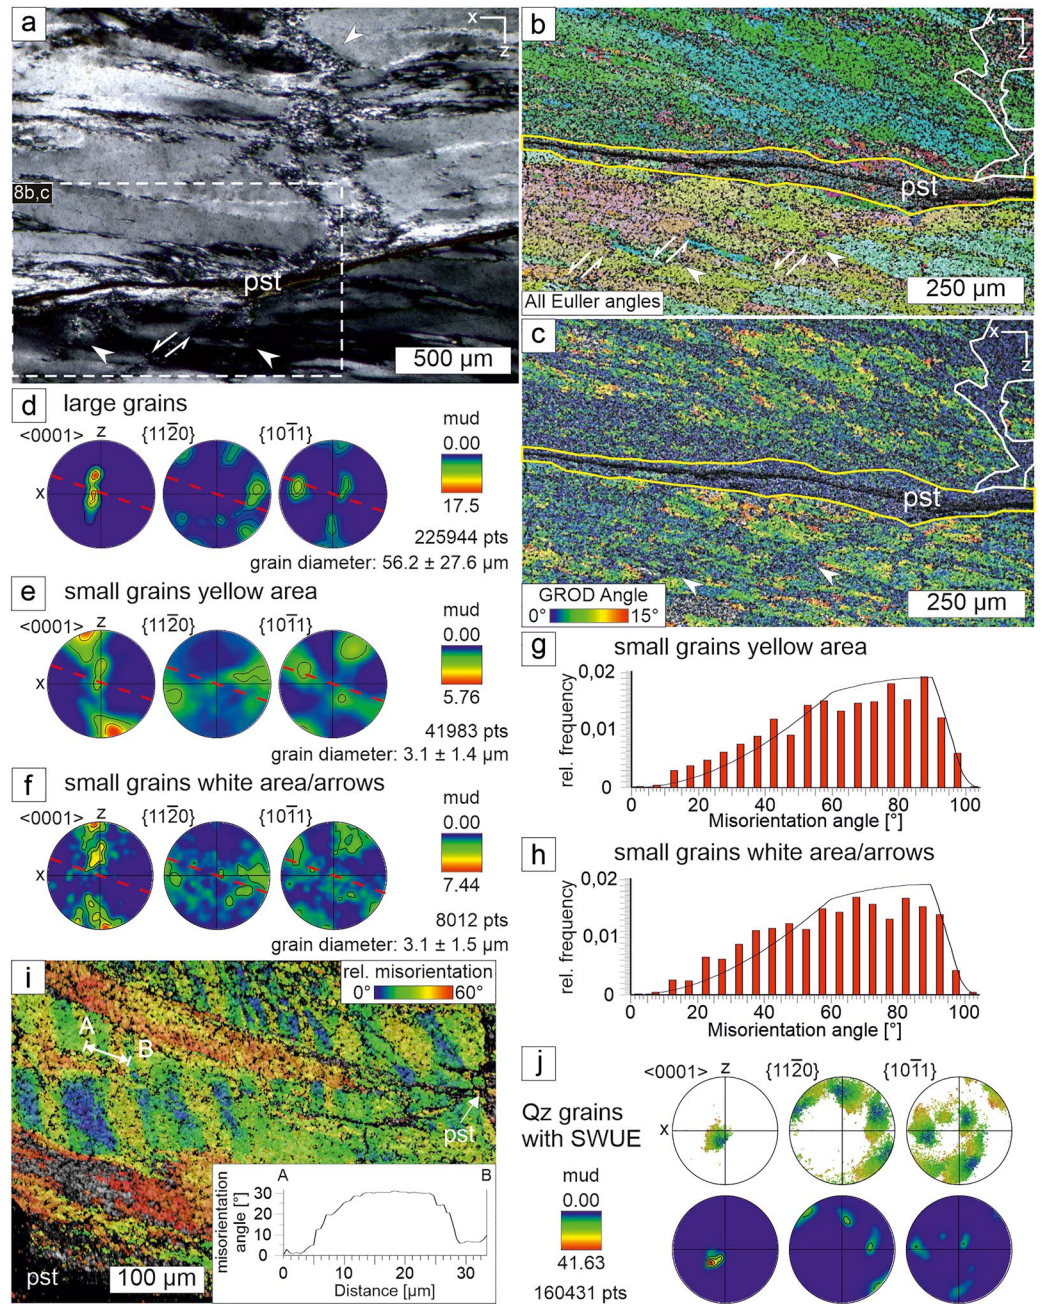 a
x
z
8b,c
pst
500 µm
b
x
z
pst
All Euller angles
250 µm
c
x
z
pst
GROD Angle
0° 15°
250 µm
d large grains
<0001> z {112̅0} {101̅1}
x
mud
0.00
17.5
225944 pts
grain diameter: 56.2 ± 27.6 µm
e small grains yellow area
<0001> z {112̅0} {101̅1}
x
mud
0.00
5.76
41983 pts
grain diameter: 3.1 ± 1.4 µm
f small grains white area/arrows
<0001> z {112̅0} {101̅1}
x
mud
0.00
7.44
8012 pts
grain diameter: 3.1 ± 1.5 µm
g small grains yellow area
rel. frequency
0,02
0,01
0
0 20 40 60 80 100
Misorientation angle [°]
h small grains white area/arrows
rel. frequency
0,02
0,01
0
0 20 40 60 80 100
Misorientation angle [°]
i
rel. misorientation
0° 60°
A
B
pst
pst
100 µm
A B
misorientation
angle [°]
30
20
10
0
0 10 20 30
Distance [µm]
j
<0001> z {112̅0} {101̅1}
x
Qz grains
with SWUE
mud
0.00
41.63
160431 pts